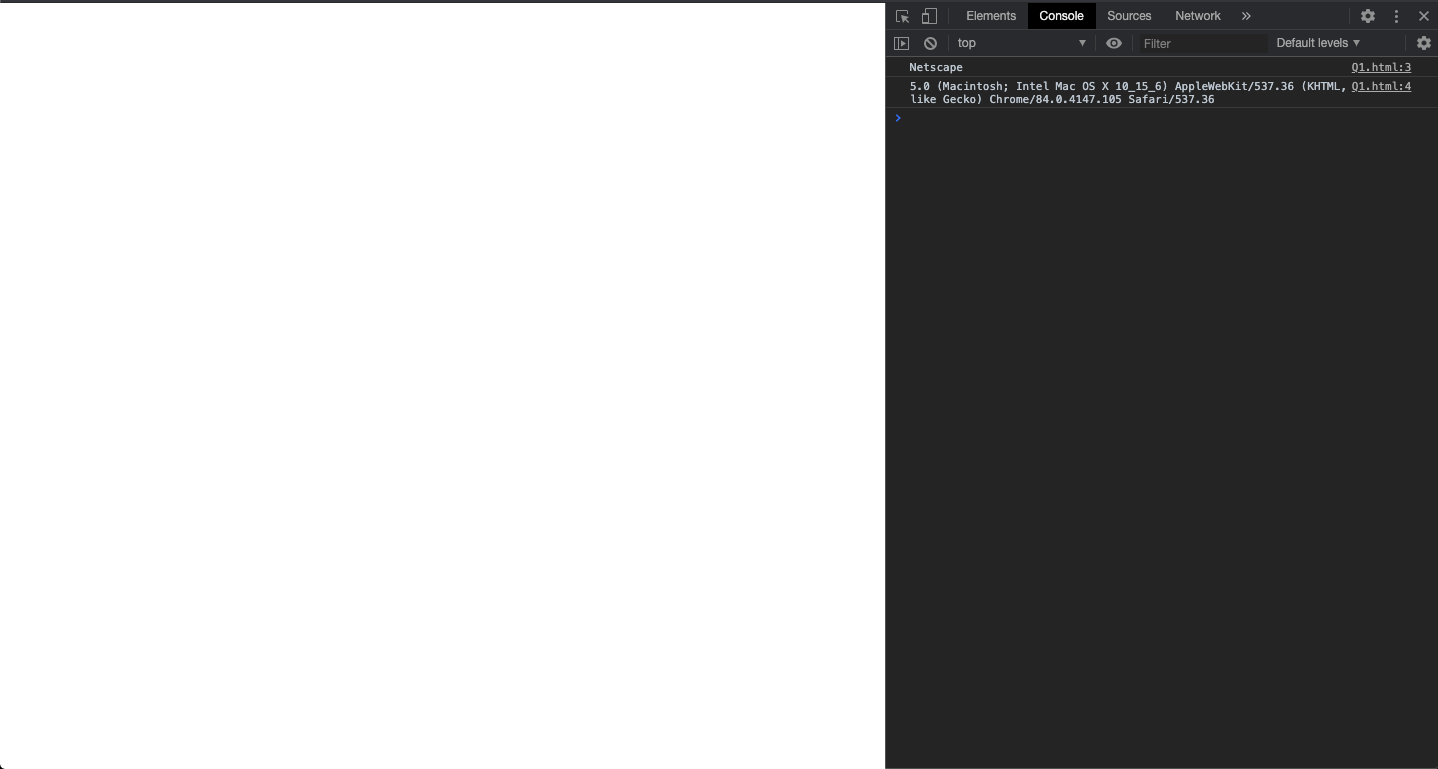 Elements Console Sources Network »
top ▼ Filter Default levels ▼
Netscape Q1.html:3
5.0 (Macintosh; Intel Mac OS X 10_15_6) AppleWebKit/537.36 (KHTML, Q1.html:4
like Gecko) Chrome/84.0.4147.105 Safari/537.36
>